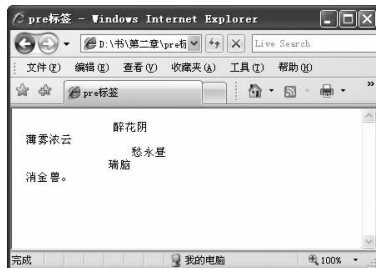 pre标签 - Windows Internet Explorer
D:\书\第二章\pre标
Live Search
文件(F) 编辑(E) 查看(V) 收藏夹(A) 工具(T) 帮助(H)
pre标签
醉花阴
薄雾浓云
愁永昼
瑞脑
消金兽。
完成 我的电脑 100%